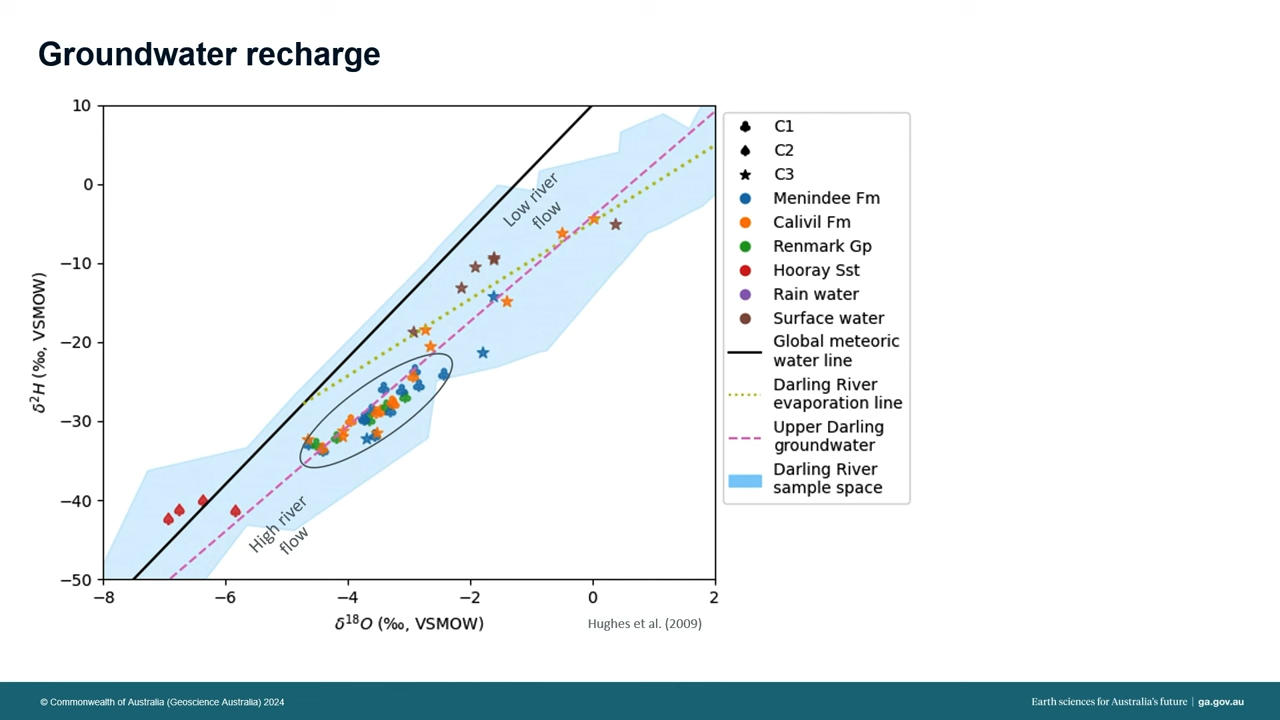 Groundwater recharge
10
0
−10
−20
−30
−40
−50
δ²H (‰, VSMOW)
−8
−6
−4
−2
0
2
δ¹⁸O (‰, VSMOW)
Low river
flow
High river
flow
C1
C2
C3
Menindee Fm
Calivil Fm
Renmark Gp
Hooray Sst
Rain water
Surface water
Global meteoric
water line
Darling River
evaporation line
Upper Darling
groundwater
Darling River
sample space
Hughes et al. (2009)
© Commonwealth of Australia (Geoscience Australia) 2024
Earth sciences for Australia's future | ga.gov.au